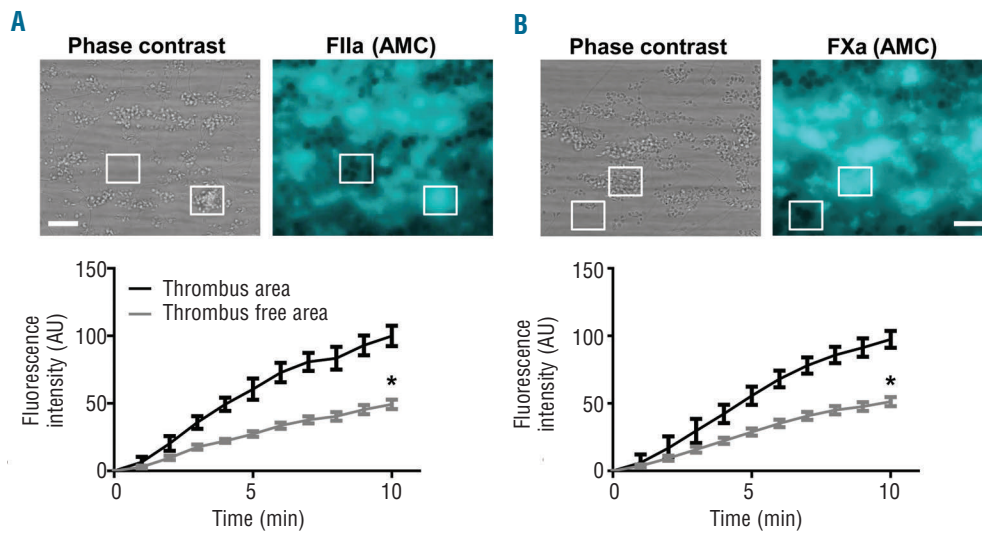 A
Phase contrast
FIIa (AMC)
150
100
50
0
Fluorescence
intensity (AU)
Thrombus area
Thrombus free area
*
0
5
10
Time (min)
B
Phase contrast
FXa (AMC)
150
100
50
0
Fluorescence
intensity (AU)
*
0
5
10
Time (min)